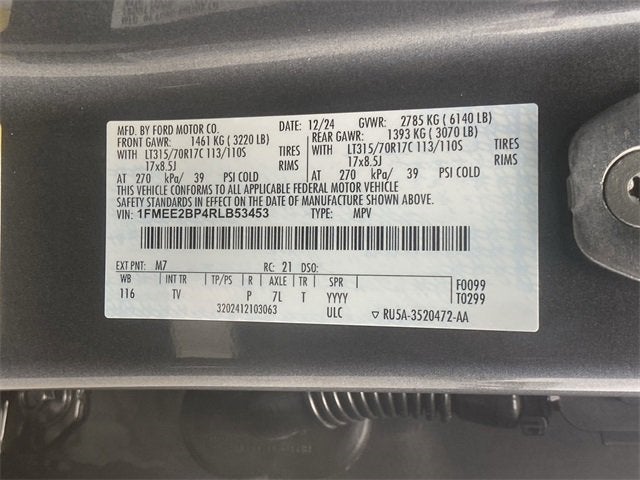 MFD. BY FORD MOTOR CO. DATE: 12/24 GVWR: 2785 KG ( 6140 LB)
FRONT GAWR: 1461 KG ( 3220 LB) REAR GAWR: 1393 KG ( 3070 LB)
WITH LT315/70R17C 113/110S TIRES WITH LT315/70R17C 113/110S TIRES
17x8.5J RIMS 17x8.5J RIMS
AT 270 kPa/ 39 PSI COLD AT 270 kPa/ 39 PSI COLD
THIS VEHICLE CONFORMS TO ALL APPLICABLE FEDERAL MOTOR VEHICLE
SAFETY STANDARDS IN EFFECT ON THE DATE OF MANUFACTURE SHOWN ABOVE.
VIN: 1FMEE2BP4RLB53453 TYPE: MPV
EXT PNT: M7 RC: 21 DSO:
WB INT TR TP/PS R AXLE TR SPR F0099
116 TV P 7L T YYYY T0299
3202412103063 ULC ▽ RU5A-3520472-AA